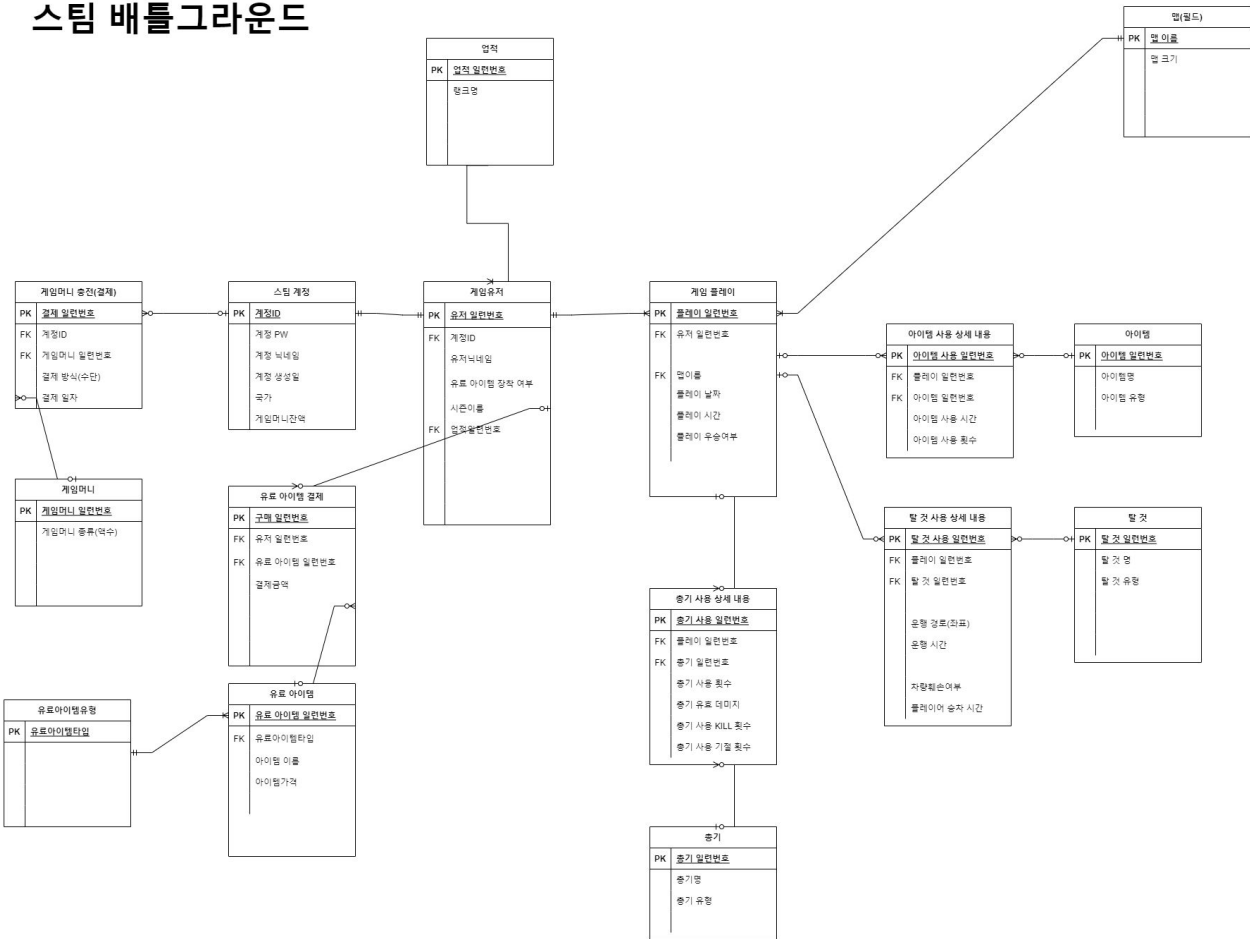 스팀 배틀그라운드
맵(필드)
PK 맵 이름
맵 크기
업적
PK 업적 일련번호
랭크명
게임머니 충전(결제)
PK 결제 일련번호
FK 계정ID
FK 게임머니 일련번호
결제 방식(수단)
결제 일자
스팀 계정
PK 계정ID
계정 PW
계정 닉네임
계정 생성일
국가
게임머니잔액
게임유저
PK 유저 일련번호
FK 계정ID
유저닉네임
유료 아이템 장착 여부
시즌이름
FK 업적일련번호
게임 플레이
PK 플레이 일련번호
FK 유저 일련번호
FK 맵이름
플레이 날짜
플레이 시간
플레이 우승여부
아이템 사용 상세 내용
PK 아이템 사용 일련번호
FK 플레이 일련번호
FK 아이템 일련번호
아이템 사용 시간
아이템 사용 횟수
아이템
PK 아이템 일련번호
아이템명
아이템 유형
게임머니
PK 게임머니 일련번호
게임머니 종류(액수)
유료 아이템 결제
PK 구매 일련번호
FK 유저 일련번호
FK 유료 아이템 일련번호
결제금액
탈 것 사용 상세 내용
PK 탈 것 사용 일련번호
FK 플레이 일련번호
FK 탈 것 일련번호
운행 경로(좌표)
운행 시간
차량훼손여부
플레이어 승차 시간
탈 것
PK 탈 것 일련번호
탈 것 명
탈 것 유형
총기 사용 상세 내용
PK 총기 사용 일련번호
FK 플레이 일련번호
FK 총기 일련번호
총기 사용 횟수
총기 유효 데미지
총기 사용 KILL 횟수
총기 사용 기절 횟수
유료아이템유형
PK 유료아이템타입
유료 아이템
PK 유료 아이템 일련번호
FK 유료아이템타입
아이템 이름
아이템가격
총기
PK 총기 일련번호
총기명
총기 유형